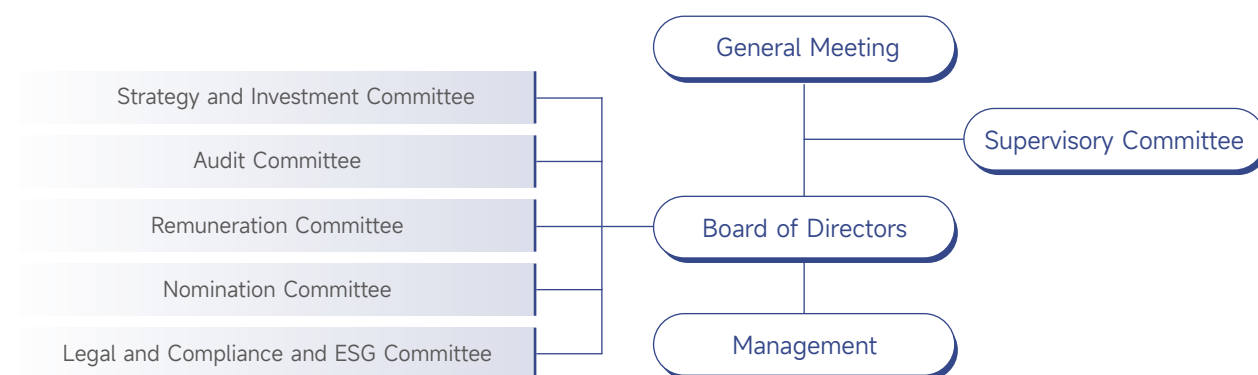 General Meeting
Strategy and Investment Committee
Supervisory Committee
Audit Committee
Remuneration Committee
Board of Directors
Nomination Committee
Management
Legal and Compliance and ESG Committee